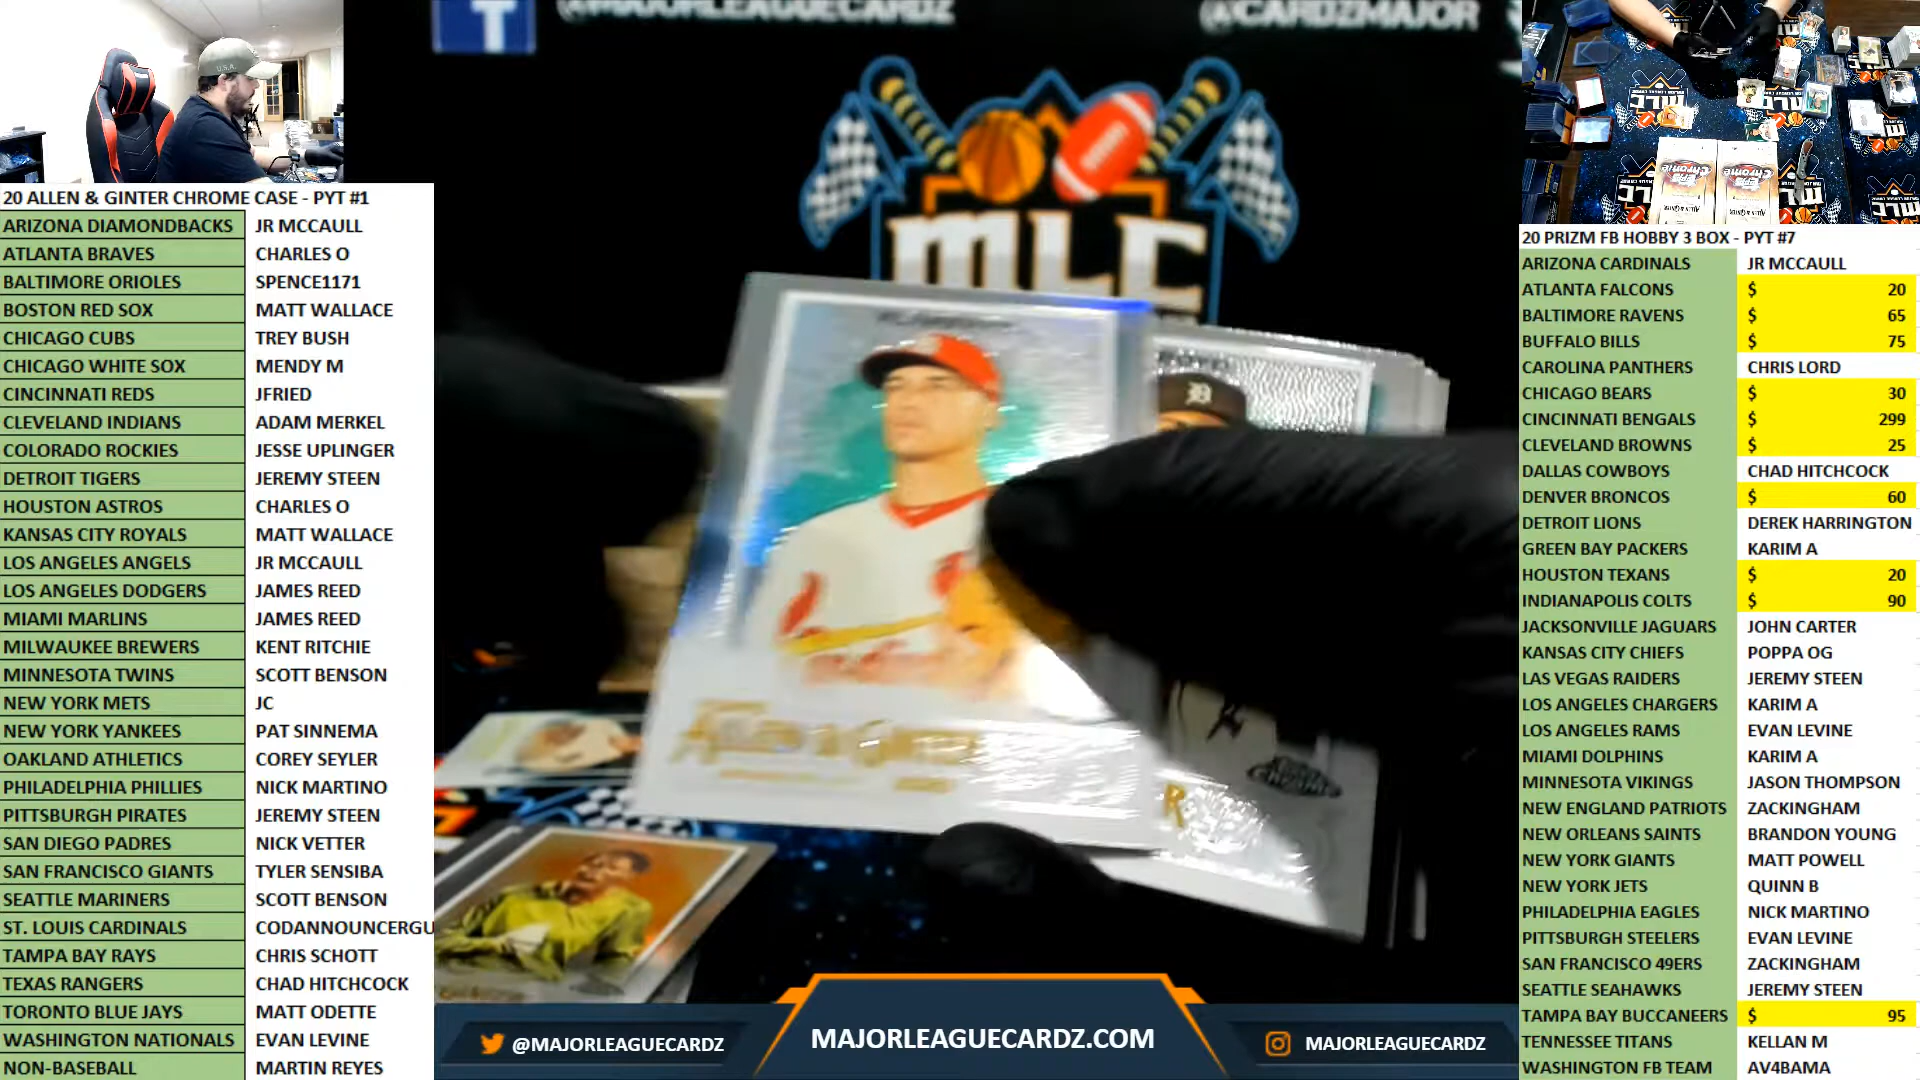 @MAJORLEAGUECARDZ
@CARDZMAJOR
U.S.A.
MLC
20 ALLEN & GINTER CHROME CASE - PYT #1
ARIZONA DIAMONDBACKS JR MCCAULL
ATLANTA BRAVES CHARLES O
BALTIMORE ORIOLES SPENCE1171
BOSTON RED SOX MATT WALLACE
CHICAGO CUBS TREY BUSH
CHICAGO WHITE SOX MENDY M
CINCINNATI REDS JFRIED
CLEVELAND INDIANS ADAM MERKEL
COLORADO ROCKIES JESSE UPLINGER
DETROIT TIGERS JEREMY STEEN
HOUSTON ASTROS CHARLES O
KANSAS CITY ROYALS MATT WALLACE
LOS ANGELES ANGELS JR MCCAULL
LOS ANGELES DODGERS JAMES REED
MIAMI MARLINS JAMES REED
MILWAUKEE BREWERS KENT RITCHIE
MINNESOTA TWINS SCOTT BENSON
NEW YORK METS JC
NEW YORK YANKEES PAT SINNEMA
OAKLAND ATHLETICS COREY SEYLER
PHILADELPHIA PHILLIES NICK MARTINO
PITTSBURGH PIRATES JEREMY STEEN
SAN DIEGO PADRES NICK VETTER
SAN FRANCISCO GIANTS TYLER SENSIBA
SEATTLE MARINERS SCOTT BENSON
ST. LOUIS CARDINALS CODANNOUNCERGU
TAMPA BAY RAYS CHRIS SCHOTT
TEXAS RANGERS CHAD HITCHCOCK
TORONTO BLUE JAYS MATT ODETTE
WASHINGTON NATIONALS EVAN LEVINE
NON-BASEBALL MARTIN REYES
Allen & Ginter
@MAJORLEAGUECARDZ
MAJORLEAGUECARDZ.COM
MAJORLEAGUECARDZ
20 PRIZM FB HOBBY 3 BOX - PYT #7
ARIZONA CARDINALS JR MCCAULL
ATLANTA FALCONS $ 20
BALTIMORE RAVENS $ 65
BUFFALO BILLS $ 75
CAROLINA PANTHERS CHRIS LORD
CHICAGO BEARS $ 30
CINCINNATI BENGALS $ 299
CLEVELAND BROWNS $ 25
DALLAS COWBOYS CHAD HITCHCOCK
DENVER BRONCOS $ 60
DETROIT LIONS DEREK HARRINGTON
GREEN BAY PACKERS KARIM A
HOUSTON TEXANS $ 20
INDIANAPOLIS COLTS $ 90
JACKSONVILLE JAGUARS JOHN CARTER
KANSAS CITY CHIEFS POPPA OG
LAS VEGAS RAIDERS JEREMY STEEN
LOS ANGELES CHARGERS KARIM A
LOS ANGELES RAMS EVAN LEVINE
MIAMI DOLPHINS KARIM A
MINNESOTA VIKINGS JASON THOMPSON
NEW ENGLAND PATRIOTS ZACKINGHAM
NEW ORLEANS SAINTS BRANDON YOUNG
NEW YORK GIANTS MATT POWELL
NEW YORK JETS QUINN B
PHILADELPHIA EAGLES NICK MARTINO
PITTSBURGH STEELERS EVAN LEVINE
SAN FRANCISCO 49ERS ZACKINGHAM
SEATTLE SEAHAWKS JEREMY STEEN
TAMPA BAY BUCCANEERS $ 95
TENNESSEE TITANS KELLAN M
WASHINGTON FB TEAM AV4BAMA